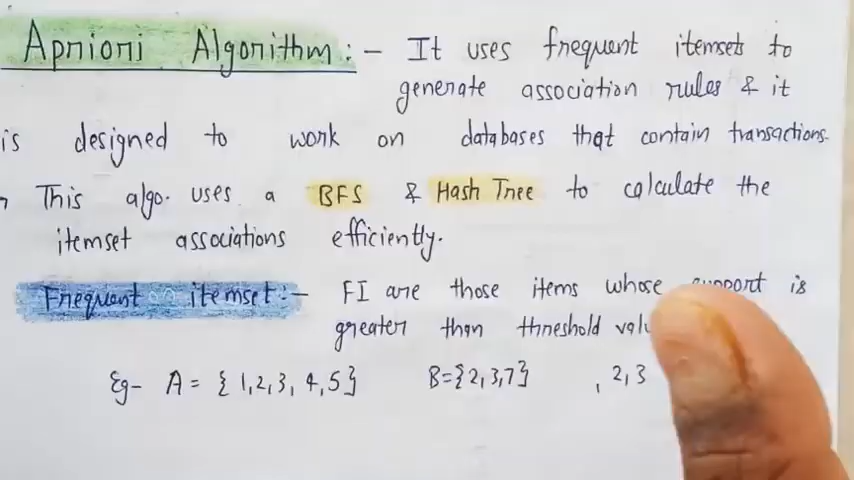 Apriori Algorithm :- It uses frequent itemsets to
generate association rules & it
is designed to work on databases that contain transactions.
This algo. uses a BFS & Hash Tree to calculate the
itemset associations efficiently.
Frequent itemset :- FI are those items whose support is
greater than threshold
Eg- A = { 1,2,3, 4,5} B={2,3,7} , 2,3